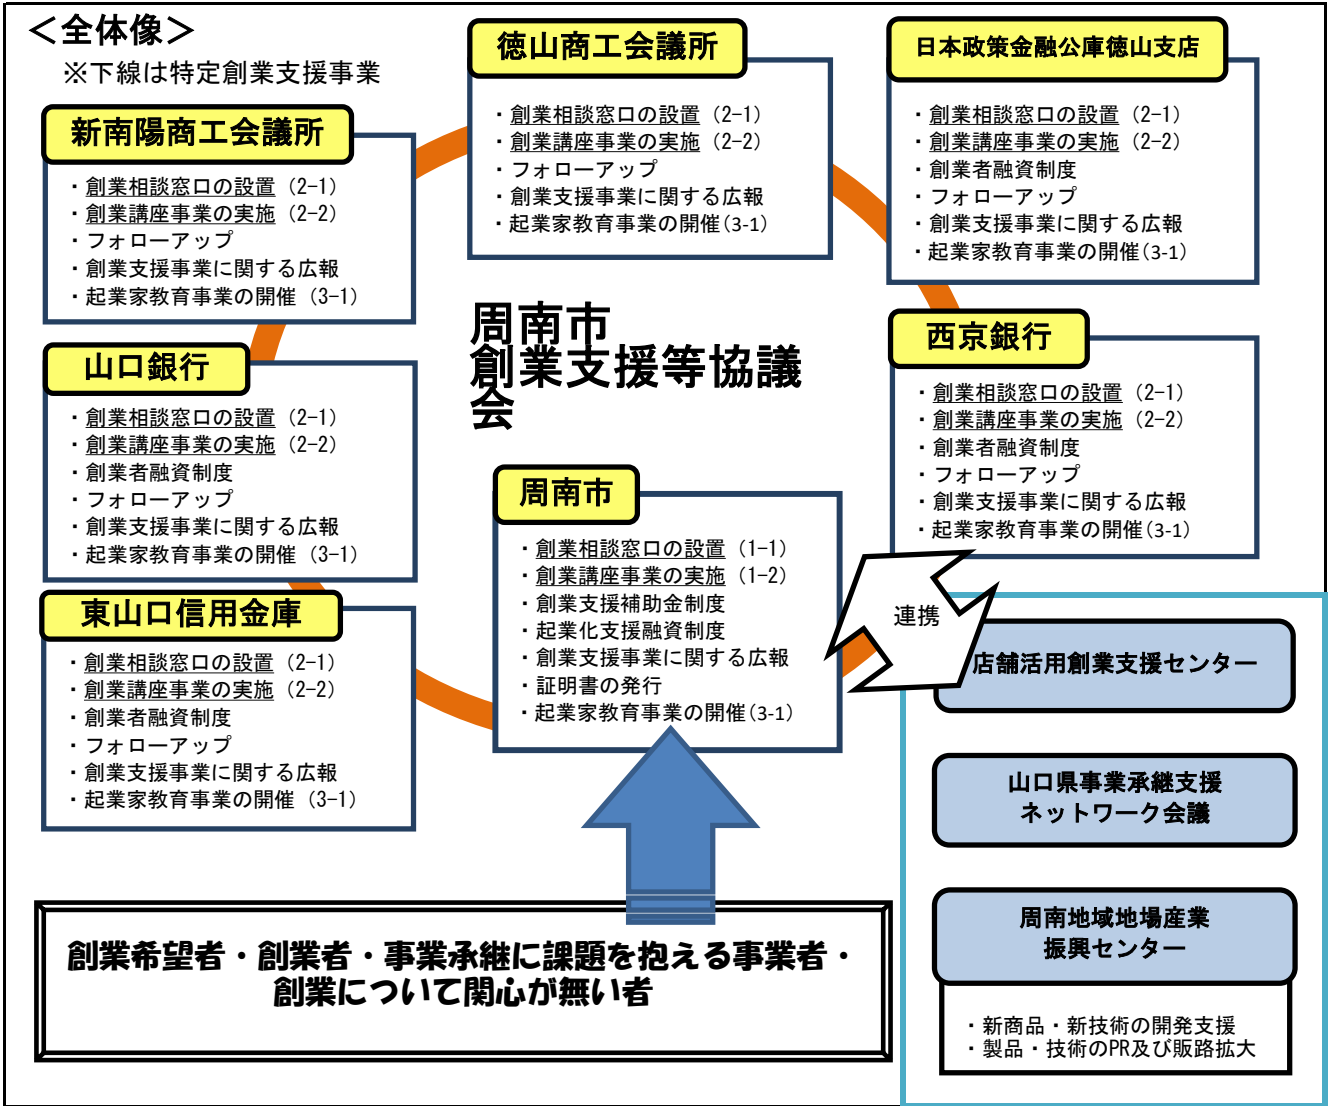 ＜全体像＞
※下線は特定創業支援事業
徳山商工会議所
・創業相談窓口の設置（2-1）
・創業講座事業の実施（2-2）
・フォローアップ
・創業支援事業に関する広報
・起業家教育事業の開催(3-1)
日本政策金融公庫徳山支店
・創業相談窓口の設置（2-1）
・創業講座事業の実施（2-2）
・創業者融資制度
・フォローアップ
・創業支援事業に関する広報
・起業家教育事業の開催(3-1)
新南陽商工会議所
・創業相談窓口の設置（2-1）
・創業講座事業の実施（2-2）
・フォローアップ
・創業支援事業に関する広報
・起業家教育事業の開催（3-1）
周南市
創業支援等協議
会
西京銀行
・創業相談窓口の設置（2-1）
・創業講座事業の実施（2-2）
・創業者融資制度
・フォローアップ
・創業支援事業に関する広報
・起業家教育事業の開催(3-1)
山口銀行
・創業相談窓口の設置（2-1）
・創業講座事業の実施（2-2）
・創業者融資制度
・フォローアップ
・創業支援事業に関する広報
・起業家教育事業の開催（3-1）
周南市
・創業相談窓口の設置（1-1）
・創業講座事業の実施（1-2）
・創業支援補助金制度
・起業化支援融資制度
・創業支援事業に関する広報
・証明書の発行
・起業家教育事業の開催(3-1)
東山口信用金庫
・創業相談窓口の設置（2-1）
・創業講座事業の実施（2-2）
・創業者融資制度
・フォローアップ
・創業支援事業に関する広報
・起業家教育事業の開催（3-1）
連携
店舗活用創業支援センター
山口県事業承継支援
ネットワーク会議
周南地域地場産業
振興センター
・新商品・新技術の開発支援
・製品・技術のPR及び販路拡大
創業希望者・創業者・事業承継に課題を抱える事業者・
創業について関心が無い者